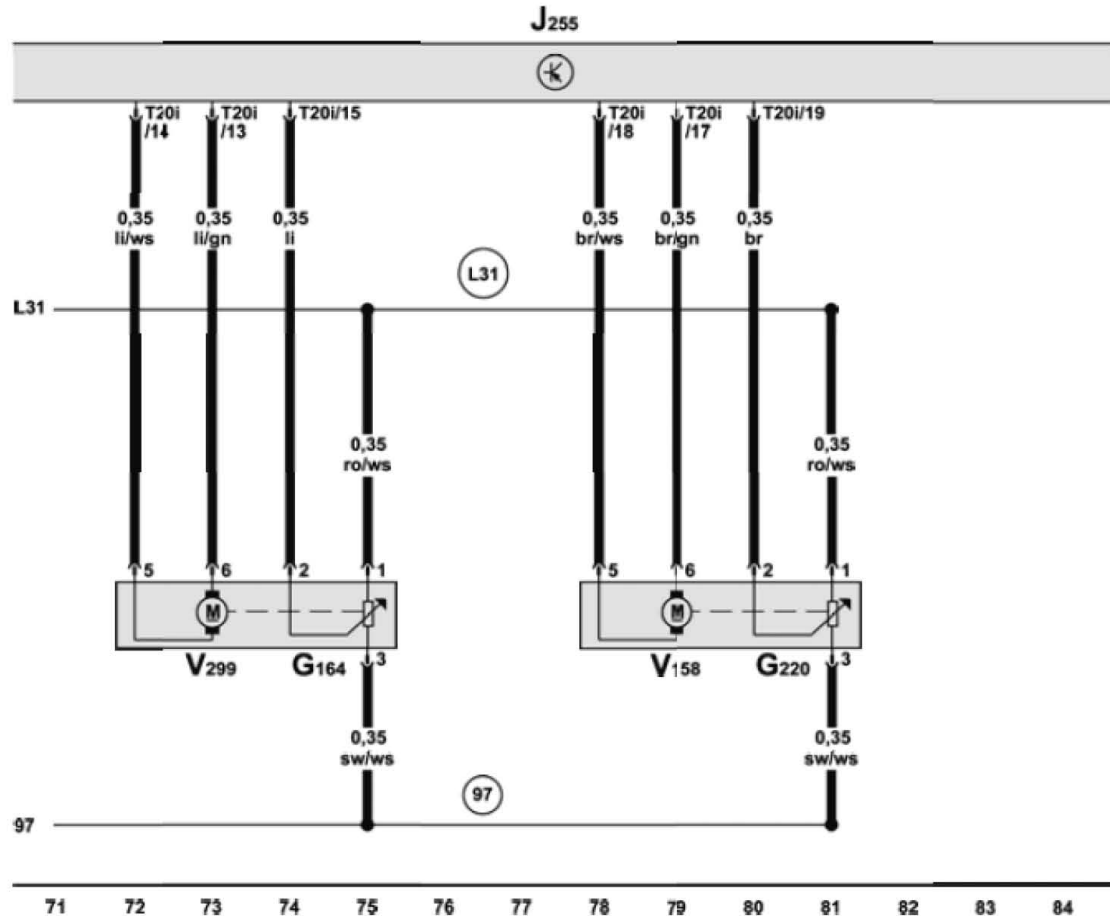 J255
T20i /14 T20i /13 T20i/15 T20i /18 T20i /17 T20i/19
0,35 li/ws 0,35 li/gn 0,35 li 0,35 br/ws 0,35 br/gn 0,35 br
L31
L31
0,35 ro/ws 0,35 ro/ws
5 6 2 1 5 6 2 1
M M
V299 G164 3 V158 G220 3
0,35 sw/ws 0,35 sw/ws
97
97
71 72 73 74 75 76 77 78 79 80 81 82 83 84